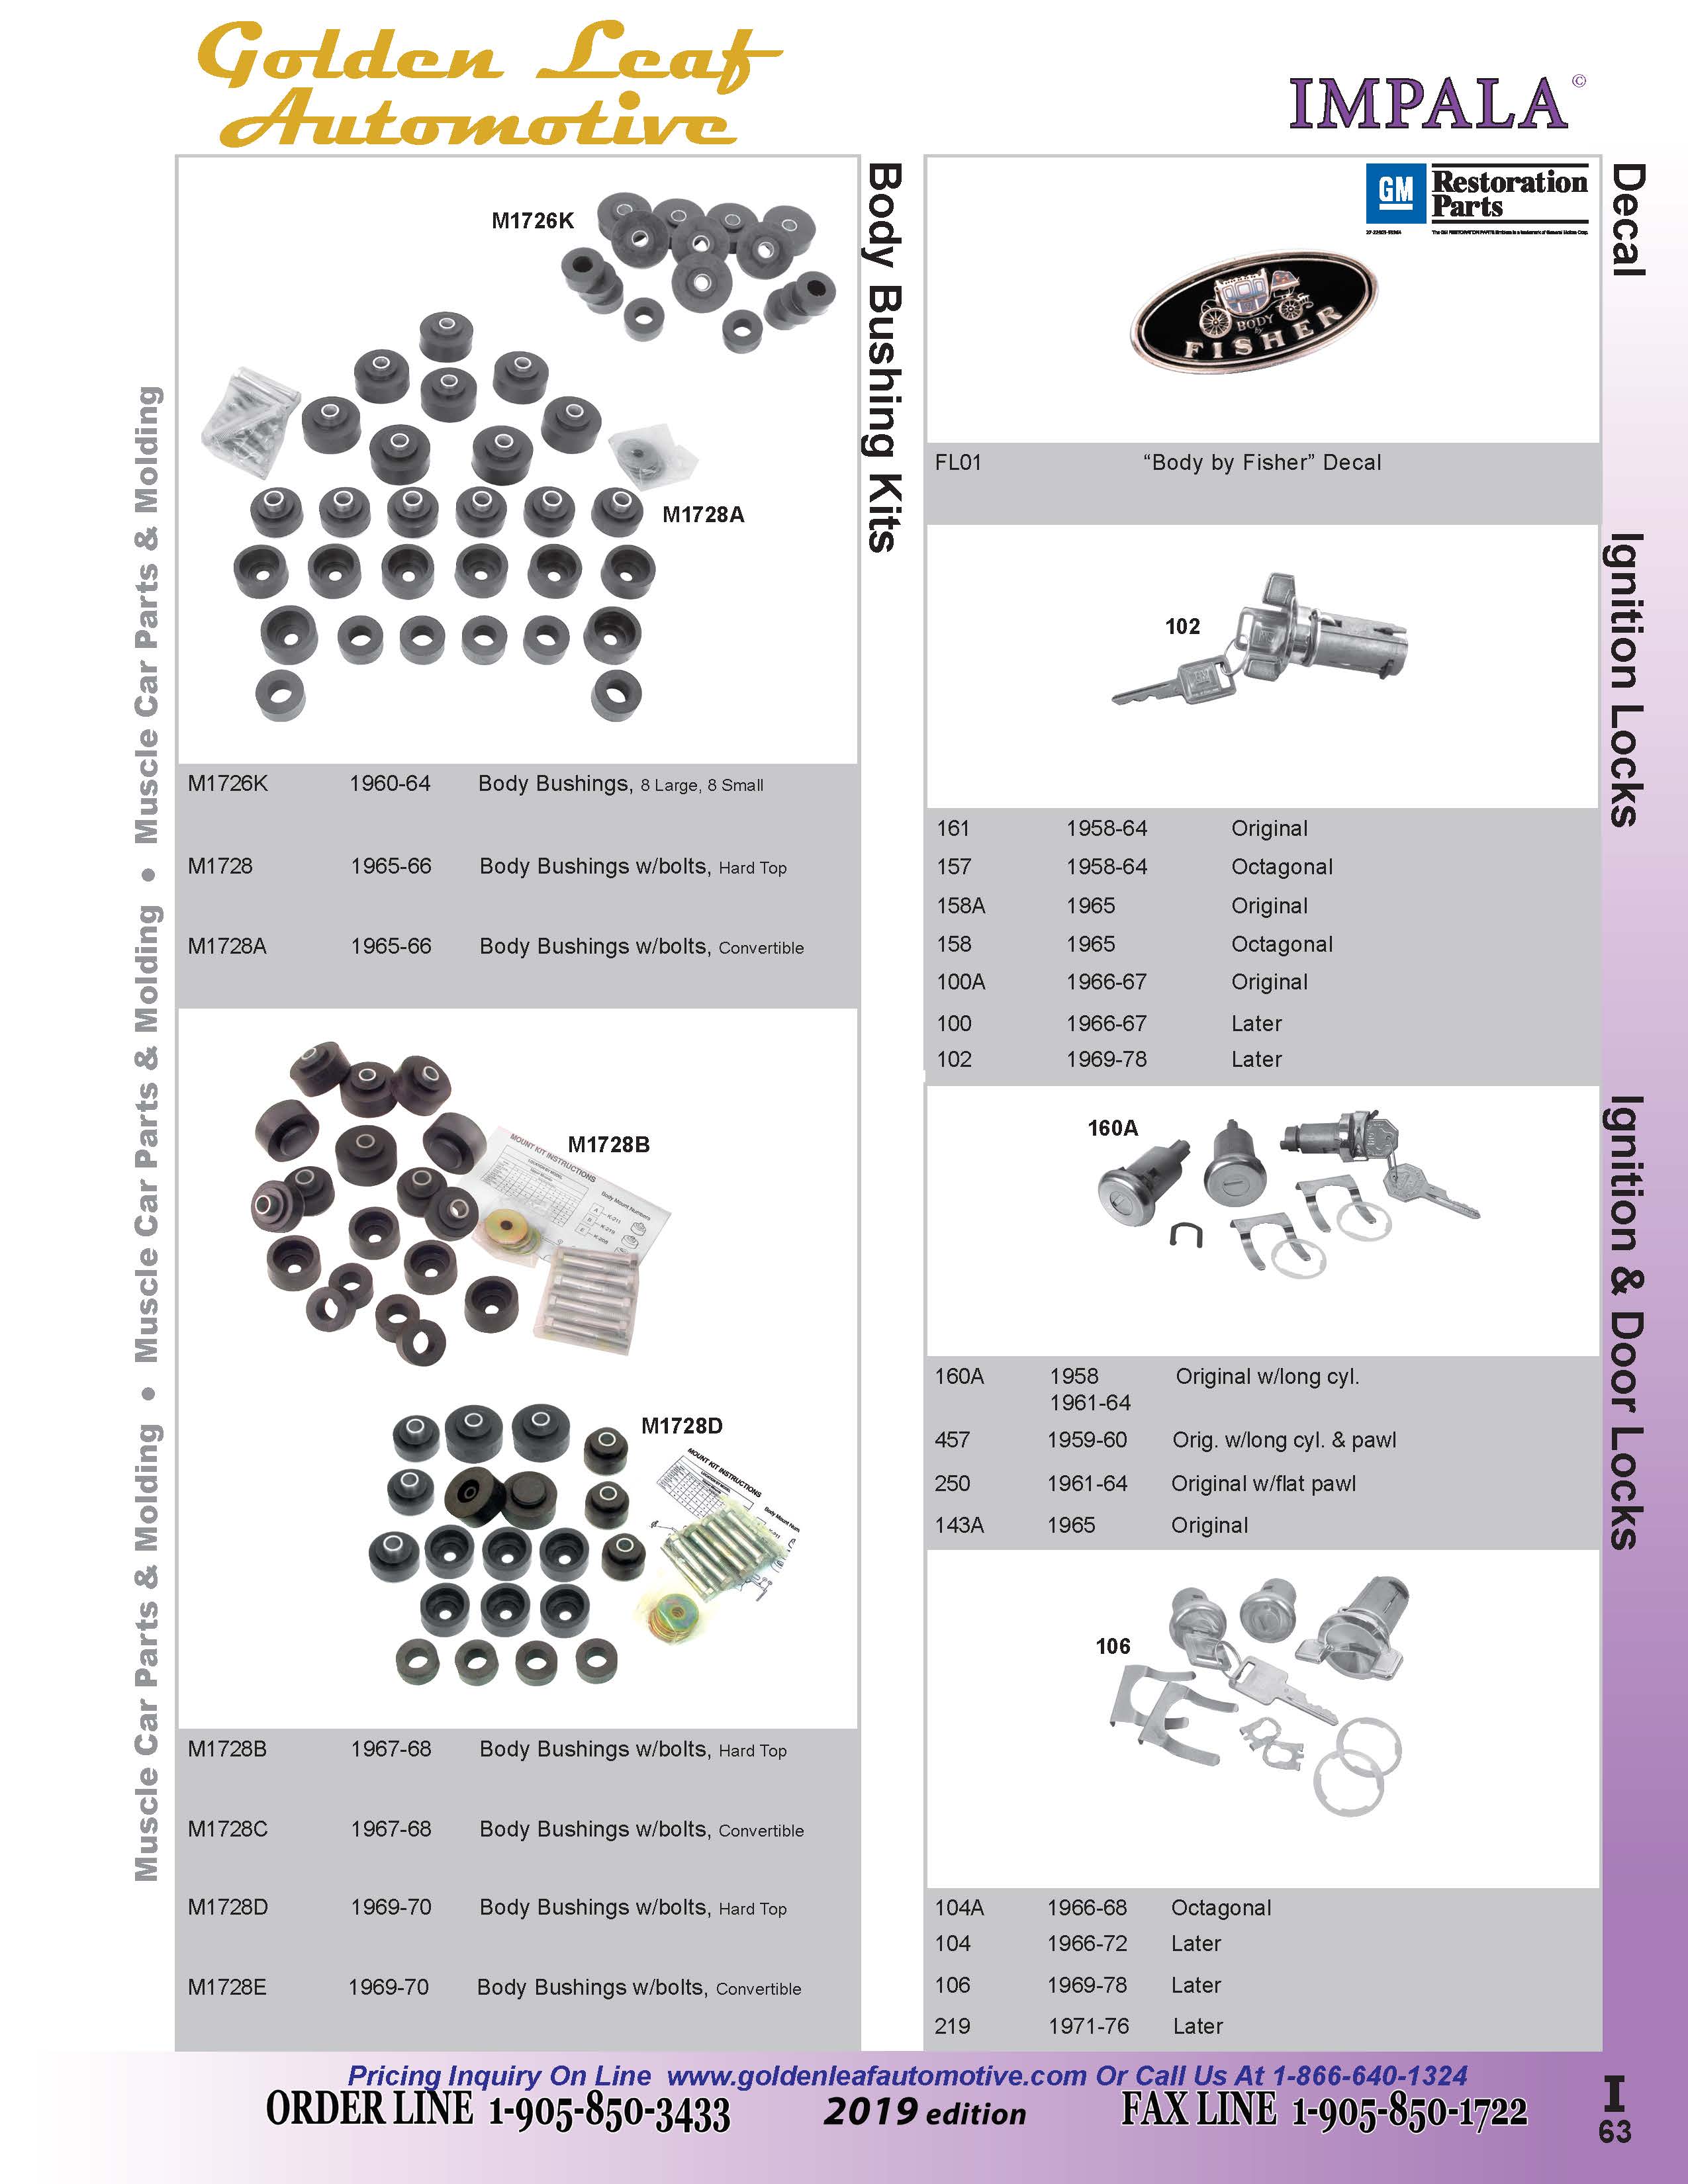 Golden Leaf
Automotive
IMPALA©
Muscle Car Parts & Molding • Muscle Car Parts & Molding • Muscle Car Parts & Molding
Body Bushing Kits
M1726K
M1728A
M1726K 1960-64 Body Bushings, 8 Large, 8 Small
M1728 1965-66 Body Bushings w/bolts, Hard Top
M1728A 1965-66 Body Bushings w/bolts, Convertible
MOUNT KIT INSTRUCTIONS
Body Mount Numbers
M1728B
M1728D
MOUNT KIT INSTRUCTIONS
M1728B 1967-68 Body Bushings w/bolts, Hard Top
M1728C 1967-68 Body Bushings w/bolts, Convertible
M1728D 1969-70 Body Bushings w/bolts, Hard Top
M1728E 1969-70 Body Bushings w/bolts, Convertible
Decal
GM Restoration
Parts
BODY
by
FISHER
FL01 “Body by Fisher” Decal
Ignition Locks
102
161 1958-64 Original
157 1958-64 Octagonal
158A 1965 Original
158 1965 Octagonal
100A 1966-67 Original
100 1966-67 Later
102 1969-78 Later
Ignition & Door Locks
160A
160A 1958 Original w/long cyl.
1961-64
457 1959-60 Orig. w/long cyl. & pawl
250 1961-64 Original w/flat pawl
143A 1965 Original
106
104A 1966-68 Octagonal
104 1966-72 Later
106 1969-78 Later
219 1971-76 Later
Pricing Inquiry On Line www.goldenleafautomotive.com Or Call Us At 1-866-640-1324
ORDER LINE 1-905-850-3433 2019 edition FAX LINE 1-905-850-1722
I
63